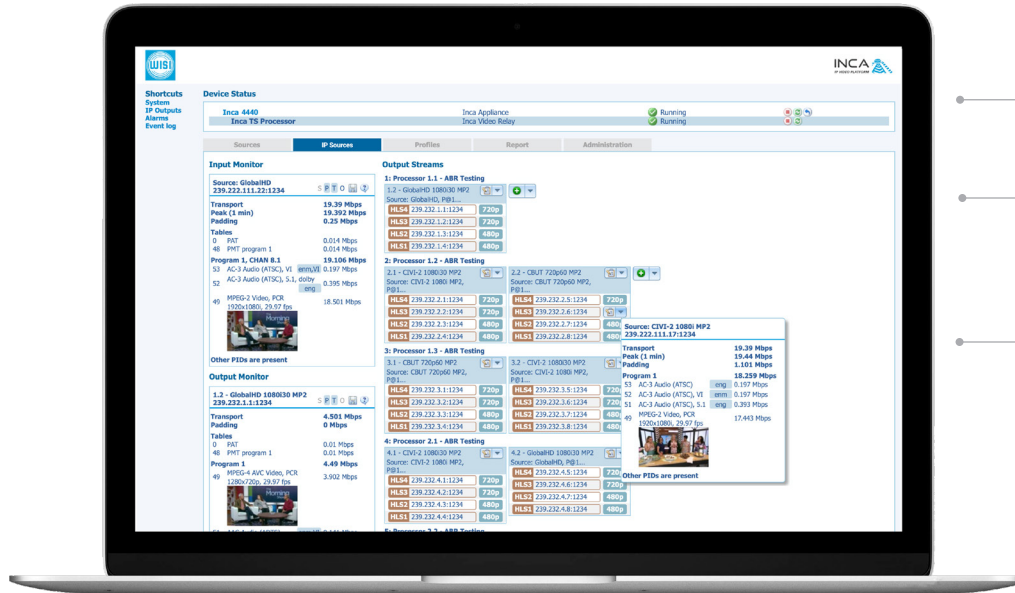 WISI
INCA
IP VIDEO PLATFORM
Shortcuts
System
IP Outputs
Alarms
Event log
Device Status
Inca 4440 Inca Appliance Running
Inca TS Processor Inca Video Relay Running
Sources IP Sources Profiles Report Administration
Input Monitor
Source: GlobalHD
239.222.111.22:1234 S P T O
Transport 19.39 Mbps
Peak (1 min) 19.392 Mbps
Padding 0.25 Mbps
Tables
0 PAT 0.014 Mbps
48 PMT program 1 0.014 Mbps
Program 1, CHAN 8.1 19.106 Mbps
53 AC-3 Audio (ATSC), VI enm,VI 0.197 Mbps
52 AC-3 Audio (ATSC), 5.1, dolby eng 0.395 Mbps
49 MPEG-2 Video, PCR
1920x1080i, 29.97 fps 18.501 Mbps
Morning
Other PIDs are present
Output Monitor
1.2 - GlobalHD 1080i30 MP2
239.232.1.1:1234 S P T O
Transport 4.501 Mbps
Padding 0 Mbps
Tables
0 PAT 0.01 Mbps
48 PMT program 1 0.01 Mbps
Program 1 4.49 Mbps
49 MPEG-4 AVC Video, PCR
1280x720p, 29.97 fps 3.902 Mbps
Morning
Output Streams
1: Processor 1.1 - ABR Testing
1.2 - GlobalHD 1080i30 MP2
Source: GlobalHD, P@1...
HLS4 239.232.1.1:1234 720p
HLS3 239.232.1.2:1234 720p
HLS2 239.232.1.3:1234 480p
HLS1 239.232.1.4:1234 480p
2: Processor 1.2 - ABR Testing
2.1 - CIVI-2 1080i30 MP2
Source: CIVI-2 1080i MP2,
P@1...
HLS4 239.232.2.1:1234 720p
HLS3 239.232.2.2:1234 720p
HLS2 239.232.2.3:1234 480p
HLS1 239.232.2.4:1234 480p
2.2 - CBUT 720p60 MP2
Source: CBUT 720p60 MP2,
P@1...
HLS4 239.232.2.5:1234 720p
HLS3 239.232.2.6:1234
HLS2 239.232.2.7:1234 480p
HLS1 239.232.2.8:1234 480p
3: Processor 1.3 - ABR Testing
3.1 - CBUT 720p60 MP2
Source: CBUT 720p60 MP2,
P@1...
HLS4 239.232.3.1:1234 720p
HLS3 239.232.3.2:1234 720p
HLS2 239.232.3.3:1234 480p
HLS1 239.232.3.4:1234 480p
3.2 - CIVI-2 1080i30 MP2
Source: CIVI-2 1080i MP2,
P@1...
HLS4 239.232.3.5:1234 720p
HLS3 239.232.3.6:1234 720p
HLS2 239.232.3.7:1234 480p
HLS1 239.232.3.8:1234 480p
4: Processor 2.1 - ABR Testing
4.1 - CIVI-2 1080i30 MP2
Source: CIVI-2 1080i MP2,
P@1...
HLS4 239.232.4.1:1234 720p
HLS3 239.232.4.2:1234 720p
HLS2 239.232.4.3:1234 480p
HLS1 239.232.4.4:1234 480p
4.2 - GlobalHD 1080i30 MP2
Source: GlobalHD, P@1...
HLS4 239.232.4.5:1234 720p
HLS3 239.232.4.6:1234 720p
HLS2 239.232.4.7:1234 480p
HLS1 239.232.4.8:1234 480p
Source: CIVI-2 1080i MP2
239.222.111.17:1234
Transport 19.39 Mbps
Peak (1 min) 19.44 Mbps
Padding 1.101 Mbps
Program 1 18.259 Mbps
53 AC-3 Audio (ATSC) eng 0.197 Mbps
52 AC-3 Audio (ATSC), VI enm 0.197 Mbps
51 AC-3 Audio (ATSC), 5.1 eng 0.393 Mbps
49 MPEG-2 Video, PCR
1920x1080i, 29.97 fps 17.443 Mbps
Other PIDs are present